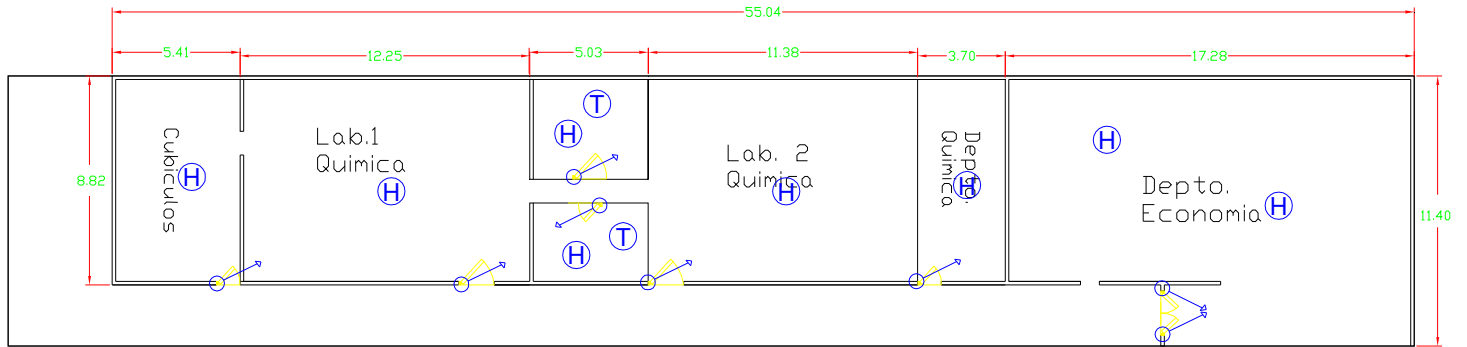 55.04
5.41
12.25
5.03
11.38
3.70
17.28
T
H
Lab.1
Quimica
H
Cubiculos
H
Lab. 2
Quimica
H
Depto.
Quimica
H
H
Depto.
Economia
H
8.82
11.40
T
H